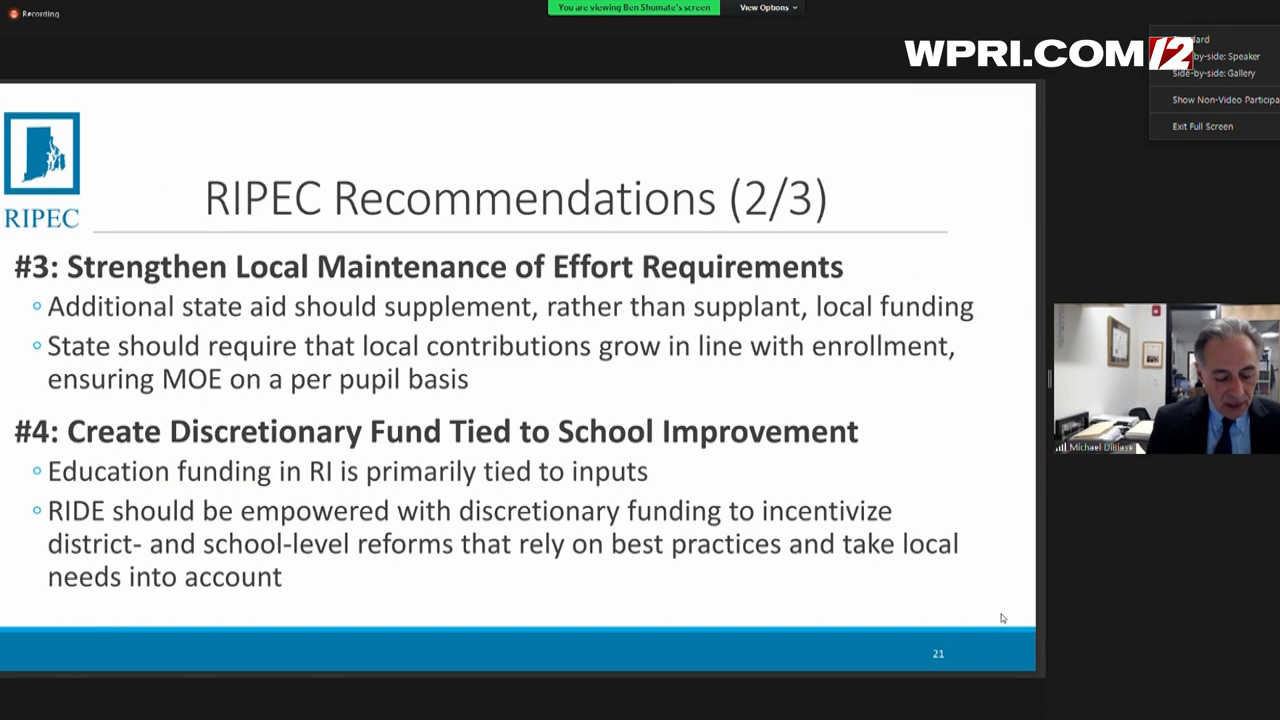 Recording
You are viewing Ben Shumate's screen
View Options
WPRI.COM 12
by-side: Speaker
Side-by-side: Gallery
Show Non-Video Participa
Exit Full Screen
RIPEC
RIPEC Recommendations (2/3)
#3: Strengthen Local Maintenance of Effort Requirements
Additional state aid should supplement, rather than supplant, local funding
State should require that local contributions grow in line with enrollment,
ensuring MOE on a per pupil basis
#4: Create Discretionary Fund Tied to School Improvement
Education funding in RI is primarily tied to inputs
RIDE should be empowered with discretionary funding to incentivize
district- and school-level reforms that rely on best practices and take local
needs into account
21
Michael DiBiase